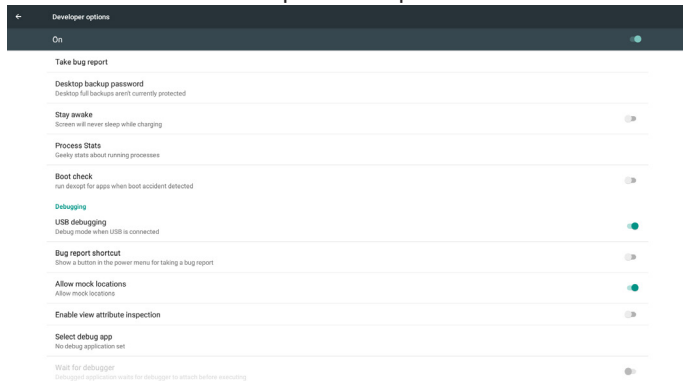 Developer options
On
Take bug report
Desktop backup password
Desktop full backups aren't currently protected
Stay awake
Screen will never sleep while charging
Process Stats
Geeky stats about running processes
Boot check
run dexopt for apps when boot accident detected
Debugging
USB debugging
Debug mode when USB is connected
Bug report shortcut
Show a button in the power menu for taking a bug report
Allow mock locations
Allow mock locations
Enable view attribute inspection
Select debug app
No debug application set
Wait for debugger
Debugged application waits for debugger to attach before executing